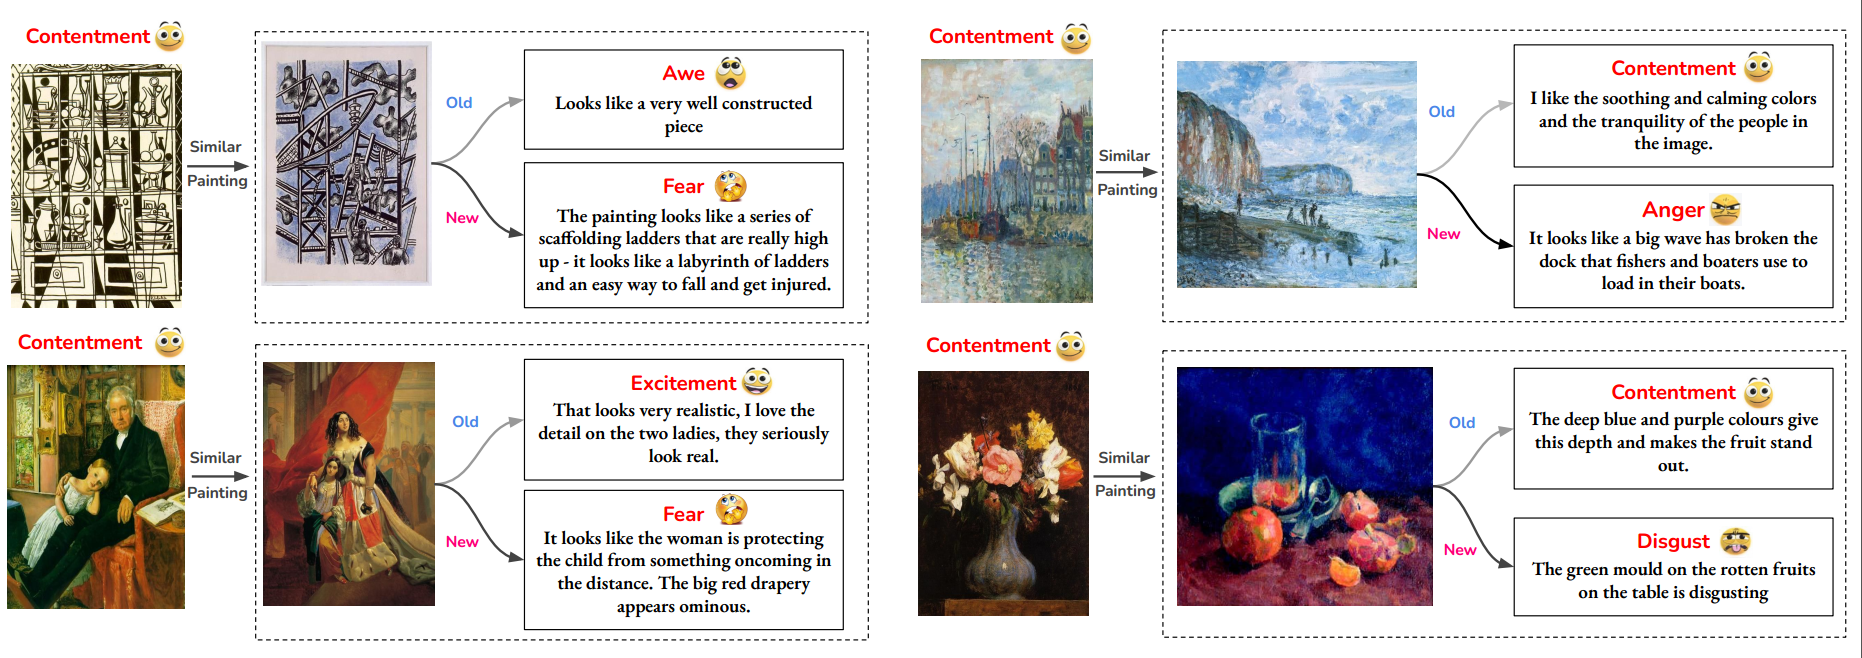 Contentment
Similar
Painting
Old
New
Awe
Looks like a very well constructed
piece
Fear
The painting looks like a series of
scaffolding ladders that are really high
up - it looks like a labyrinth of ladders
and an easy way to fall and get injured.
Contentment
Similar
Painting
Old
New
Contentment
I like the soothing and calming colors
and the tranquility of the people in
the image.
Anger
It looks like a big wave has broken the
dock that fishers and boaters use to
load in their boats.
Contentment
Similar
Painting
Old
New
Excitement
That looks very realistic, I love the
detail on the two ladies, they seriously
look real.
Fear
It looks like the woman is protecting
the child from something oncoming in
the distance. The big red drapery
appears ominous.
Contentment
Similar
Painting
Old
New
Contentment
The deep blue and purple colours give
this depth and makes the fruit stand
out.
Disgust
The green mould on the rotten fruits
on the table is disgusting